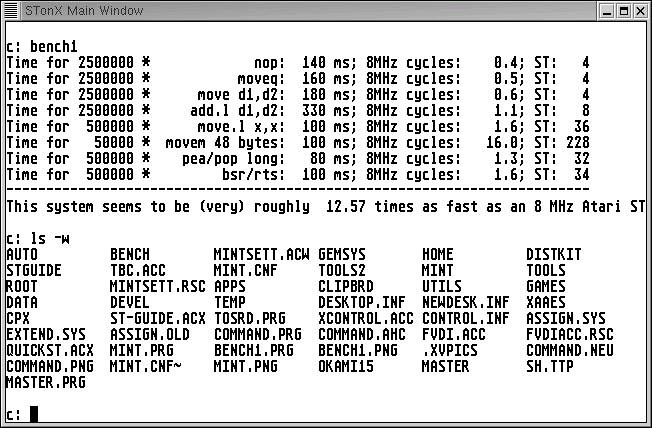 STonX Main Window
c: bench1
Time for 2500000 * nop: 140 ms; 8MHz cycles: 0.4; ST: 4
Time for 2500000 * moveq: 160 ms; 8MHz cycles: 0.5; ST: 4
Time for 2500000 * move d1,d2: 180 ms; 8MHz cycles: 0.6; ST: 4
Time for 2500000 * add.l d1,d2: 330 ms; 8MHz cycles: 1.1; ST: 8
Time for 500000 * move.l x,x: 100 ms; 8MHz cycles: 1.6; ST: 36
Time for 50000 * movem 48 bytes: 100 ms; 8MHz cycles: 16.0; ST: 228
Time for 500000 * pea/pop long: 80 ms; 8MHz cycles: 1.3; ST: 32
Time for 500000 * bsr/rts: 100 ms; 8MHz cycles: 1.6; ST: 34
--------------------------------------------------------------------------
This system seems to be (very) roughly 12.57 times as fast as an 8 MHz Atari ST
c: ls -w
AUTO BENCH MINTSETT.ACW GEMSYS HOME DISTKIT
STGUIDE TBC.ACC MINT.CNF TOOLS2 MINT TOOLS
ROOT MINTSETT.RSC APPS CLIPBRD UTILS GAMES
DATA DEVEL TEMP DESKTOP.INF NEWDESK.INF XAAES
CPX ST-GUIDE.ACX TOSRD.PRG XCONTROL.ACC CONTROL.INF ASSIGN.SYS
EXTEND.SYS ASSIGN.OLD COMMAND.PRG COMMAND.AHC FVDI.ACC FVDIACC.RSC
QUICKST.ACX MINT.PRG BENCH1.PRG BENCH1.PNG .XVPICS COMMAND.NEU
COMMAND.PNG MINT.CNF~ MINT.PNG OKAMI15 MASTER SH.TTP
MASTER.PRG
c: